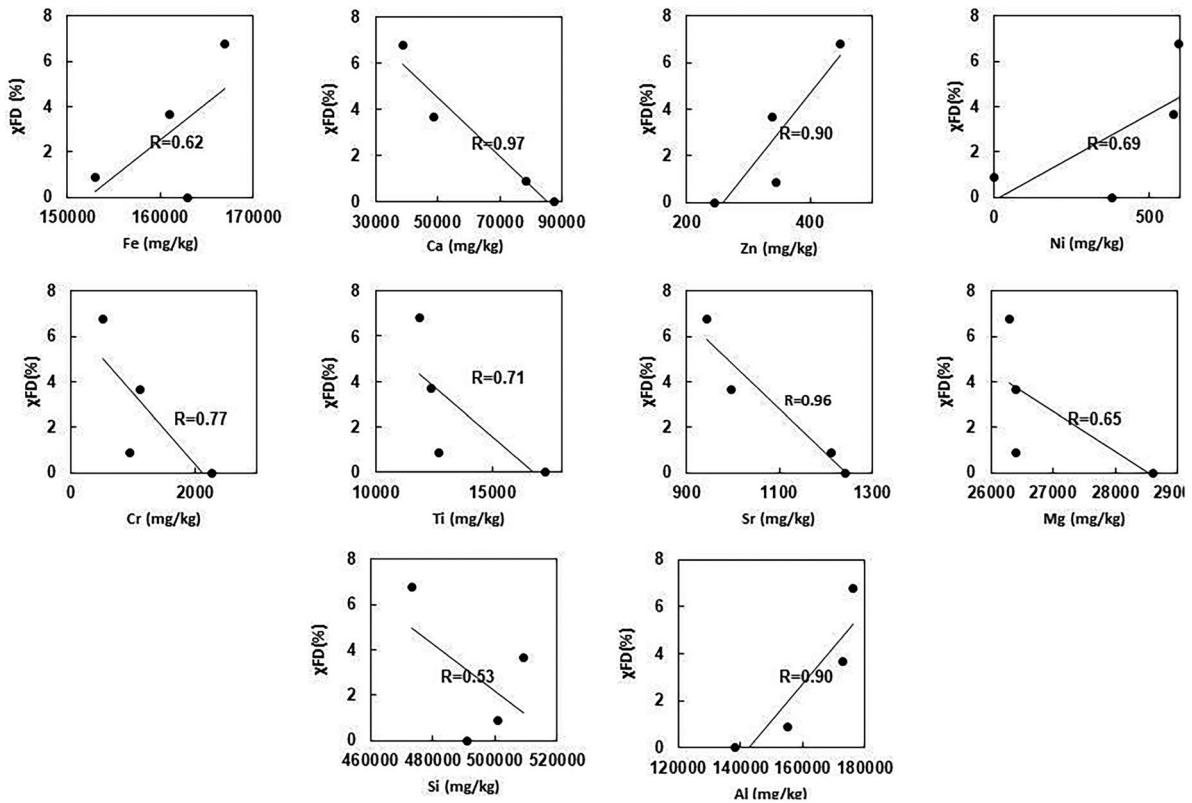 8
6
4
2
0
χFD (%)
R=0.62
150000 160000 170000
Fe (mg/kg)
8
6
4
2
0
χFD(%)
R=0.97
30000 50000 70000 90000
Ca (mg/kg)
8
6
4
2
0
χFD(%)
R=0.90
200 400
Zn (mg/kg)
8
6
4
2
0
χFD(%)
R=0.69
0 500
Ni (mg/kg)
8
6
4
2
0
χFD(%)
R=0.77
0 2000
Cr (mg/kg)
8
6
4
2
0
χFD(%)
R=0.71
10000 15000
Ti (mg/kg)
8
6
4
2
0
χFD(%)
R=0.96
900 1100 1300
Sr (mg/kg)
8
6
4
2
0
χFD(%)
R=0.65
26000 27000 28000 2900
Mg (mg/kg)
8
6
4
2
0
χFD(%)
R=0.53
460000 480000 500000 520000
Si (mg/kg)
8
6
4
2
0
χFD(%)
R=0.90
120000 140000 160000 180000
Al (mg/kg)